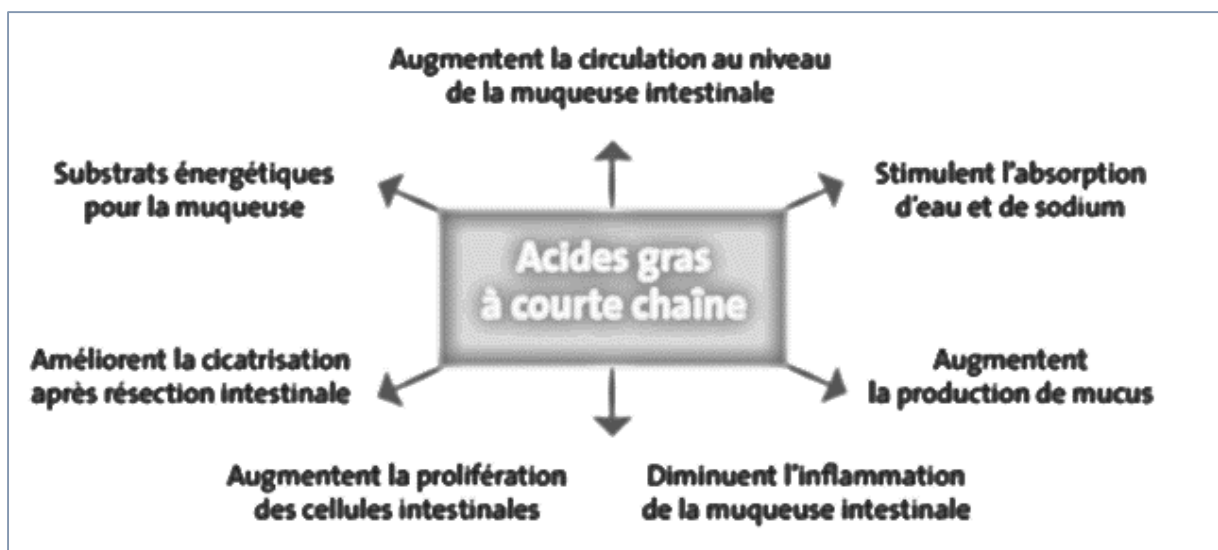 Augmentent la circulation au niveau
de la muqueuse intestinale
Substrats énergétiques
pour la muqueuse
Stimulent l'absorption
d'eau et de sodium
Acides gras
à courte chaîne
Améliorent la cicatrisation
après résection intestinale
Augmentent
la production de mucus
Augmentent la prolifération
des cellules intestinales
Diminuent l'inflammation
de la muqueuse intestinale